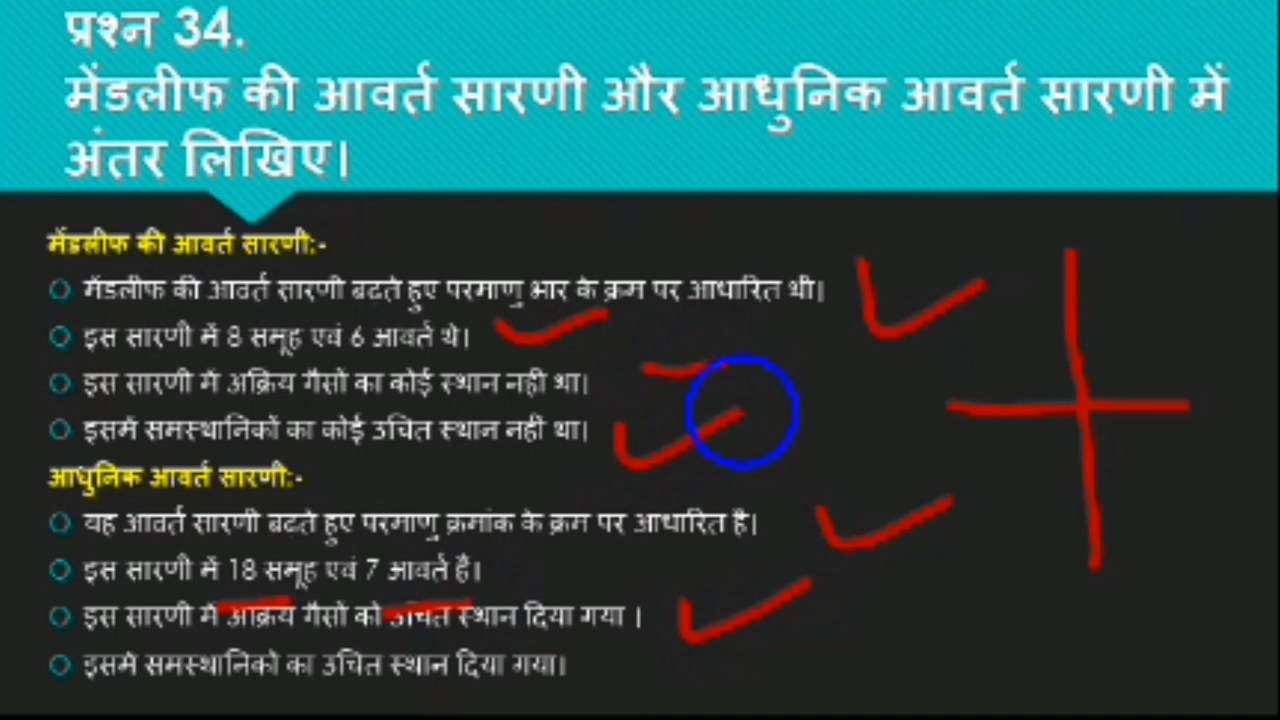 प्रश्न 34.
मेंडलीफ की आवर्त सारणी और आधुनिक आवर्त सारणी में
अंतर लिखिए।
मेंडलीफ की आवर्त सारणी:-
मेंडलीफ की आवर्त सारणी बढते हुए परमाणु भार के क्रम पर आधारित थी।
इस सारणी में 8 समूह एवं 6 आवर्त थे।
इस सारणी में अक्रिय गैसों का कोई स्थान नही था।
इसमें समस्थानिकों का कोई उचित स्थान नही था।
आधुनिक आवर्त सारणी:-
यह आवर्त सारणी बढते हुए परमाणु क्रमांक के क्रम पर आधारित है।
इस सारणी में 18 समूह एवं 7 आवर्त हैं।
इस सारणी में अक्रिय गैसों को उचित स्थान दिया गया ।
इसमें समस्थानिकों का उचित स्थान दिया गया।